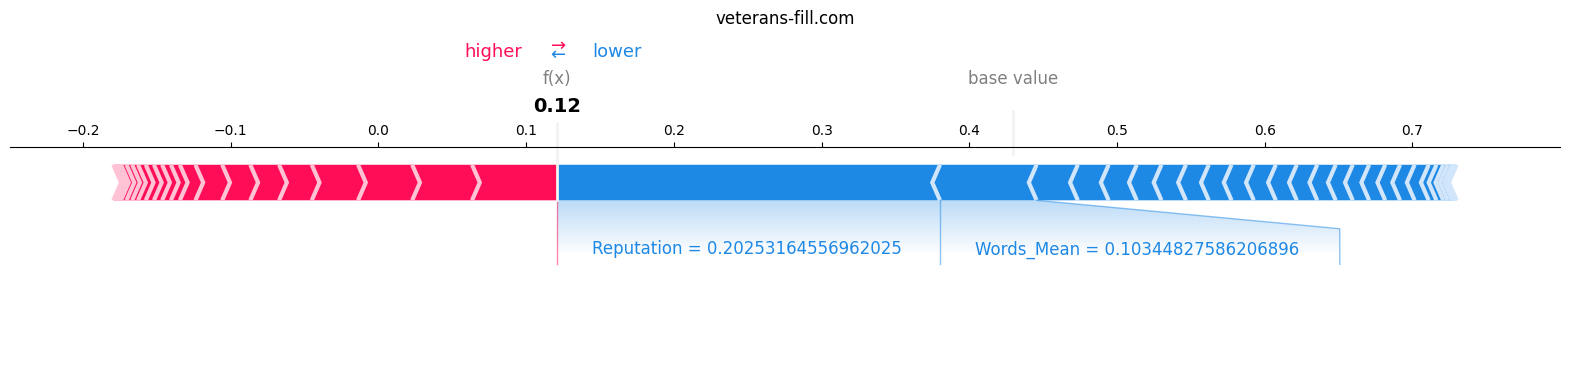 veterans-fill.com
higher ⇄ lower
f(x) base value
0.12
−0.2 −0.1 0.0 0.1 0.2 0.3 0.4 0.5 0.6 0.7
Reputation = 0.20253164556962025 Words_Mean = 0.10344827586206896